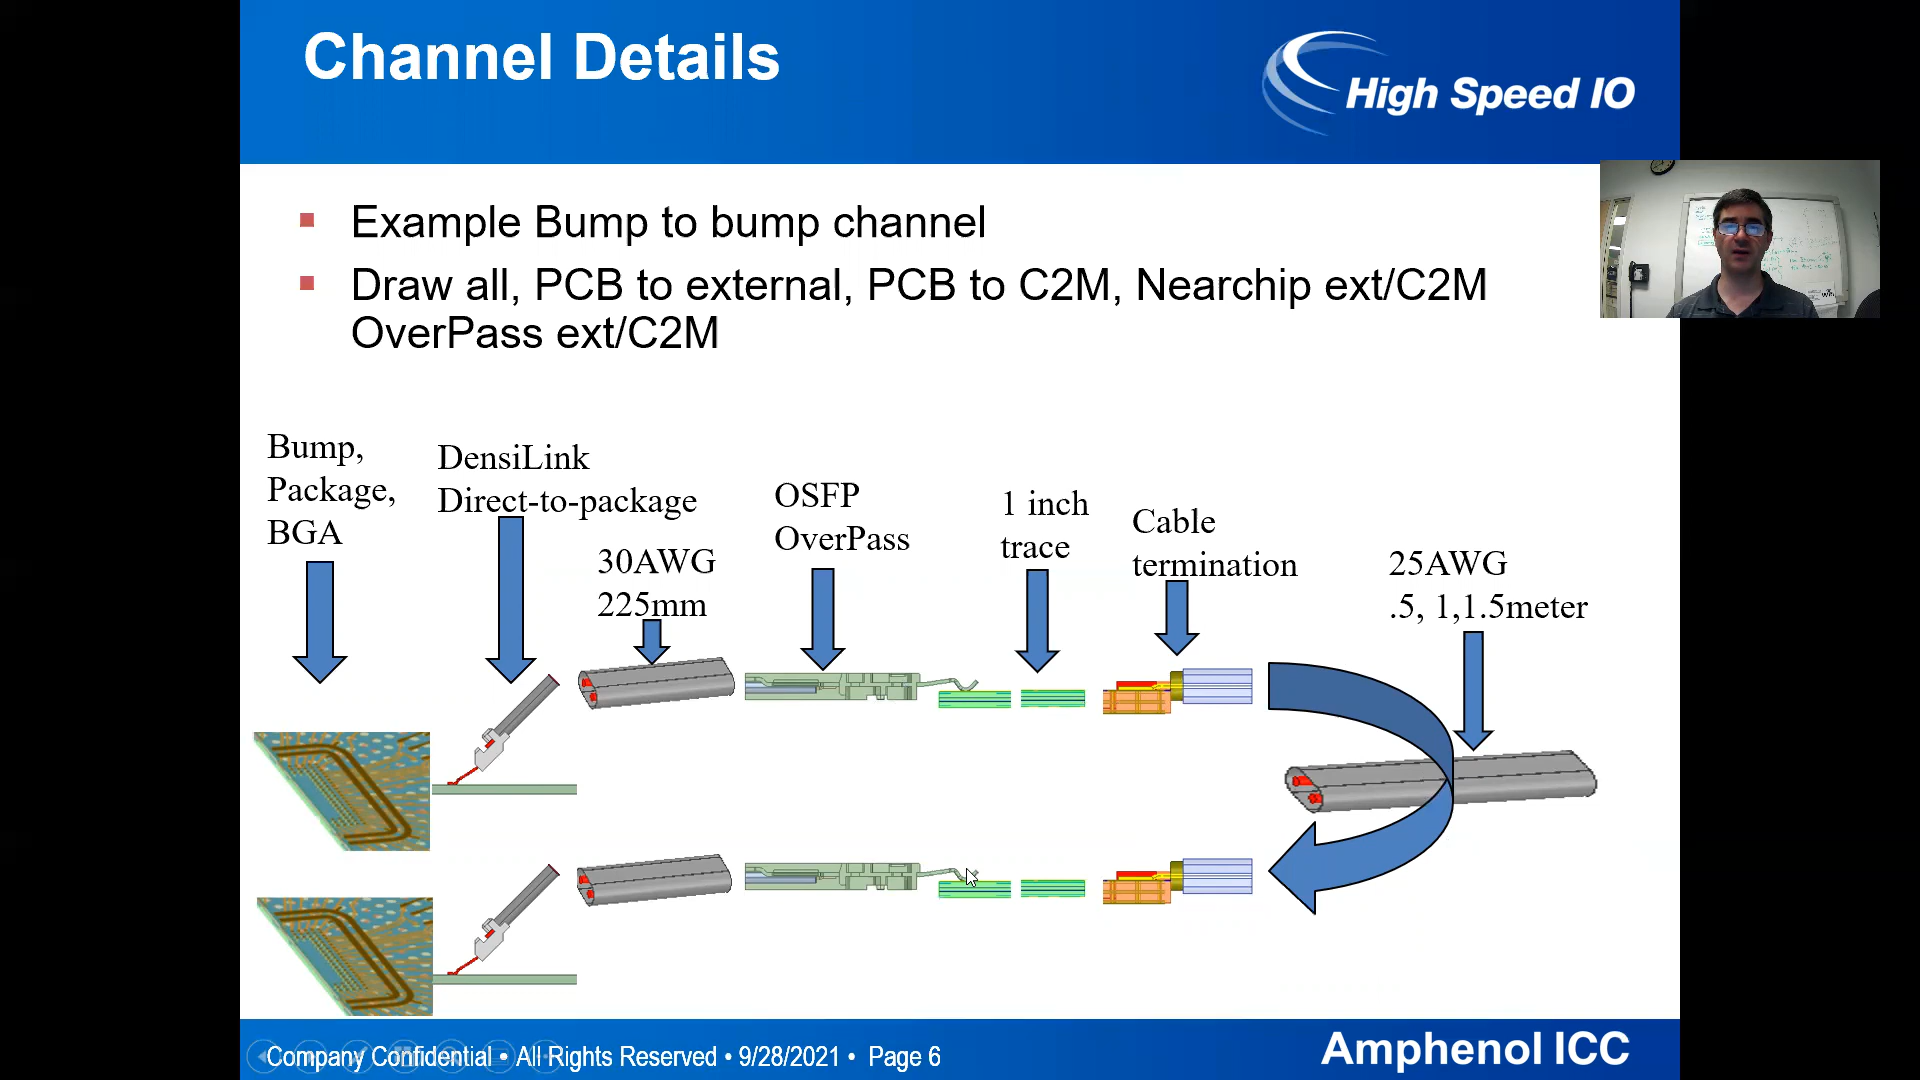 Channel Details
High Speed IO
Example Bump to bump channel
Draw all, PCB to external, PCB to C2M, Nearchip ext/C2M
OverPass ext/C2M
Bump,
Package,
BGA
DensiLink
Direct-to-package
30AWG
225mm
OSFP
OverPass
1 inch
trace
Cable
termination
25AWG
.5, 1,1.5meter
Company Confidential • All Rights Reserved • 9/28/2021 • Page 6
Amphenol ICC